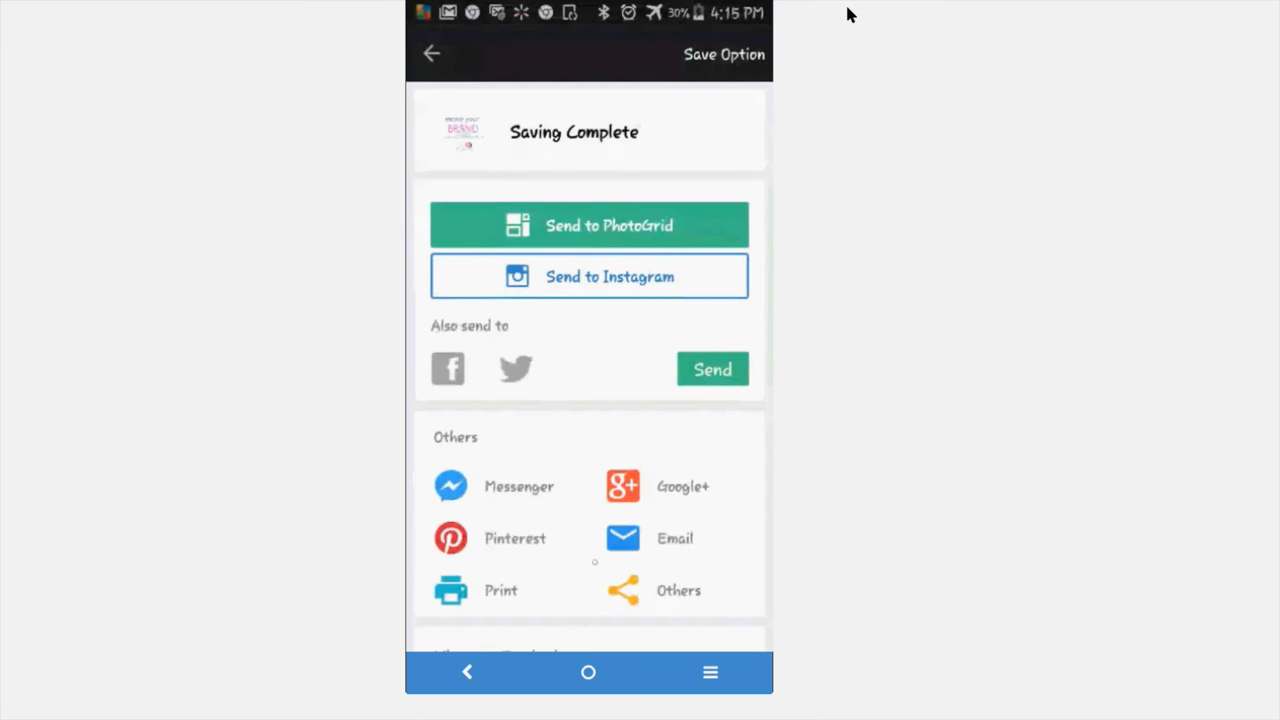 30% 4:15 PM
Save Option
BRAND
Saving Complete
Send to PhotoGrid
Send to Instagram
Also send to
f
Send
Others
Messenger
g+ Google+
Pinterest
Email
Print
Others